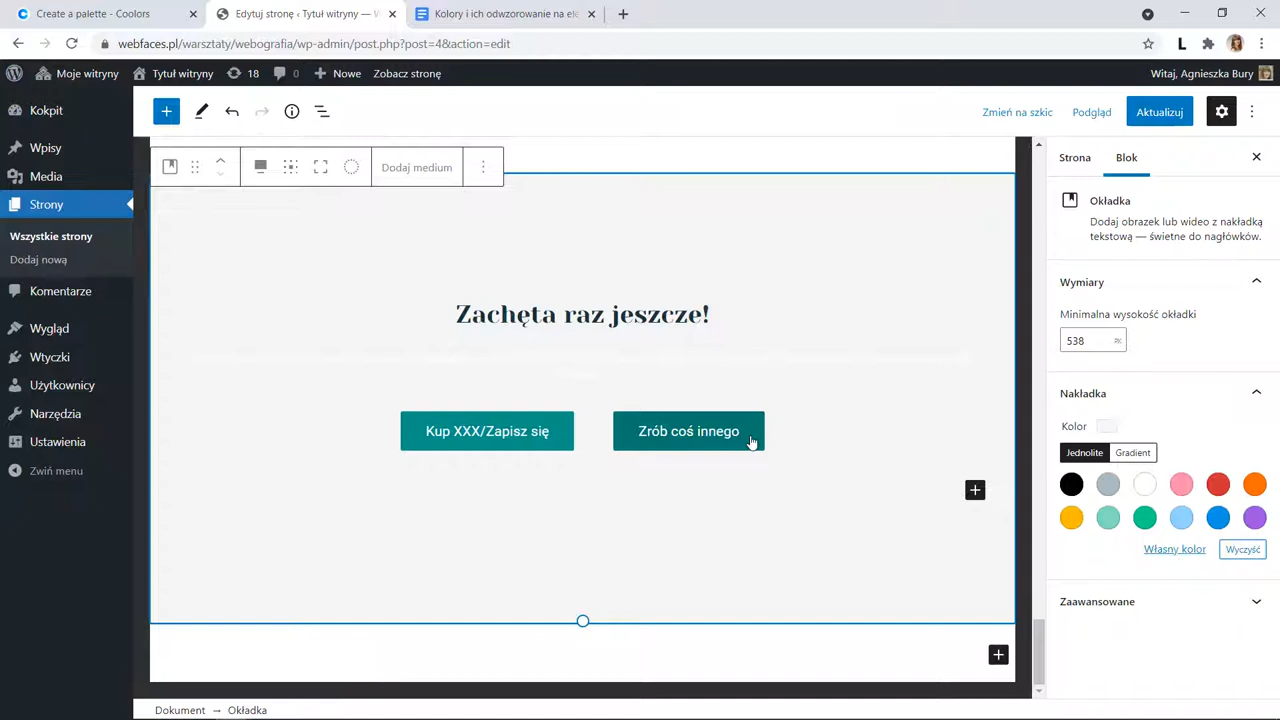 Create a palette - Coolors
Edytuj stronę ‹ Tytuł witryny — W
Kolory i ich odwzorowanie na ele
webfaces.pl/warsztaty/webografia/wp-admin/post.php?post=4&action=edit
Moje witryny
Tytuł witryny
18
0
Nowe
Zobacz stronę
Witaj, Agnieszka Bury
Kokpit
Wpisy
Media
Strony
Wszystkie strony
Dodaj nową
Komentarze
Wygląd
Wtyczki
Użytkownicy
Narzędzia
Ustawienia
Zwiń menu
Zmień na szkic
Podgląd
Aktualizuj
Dodaj medium
Zachęta raz jeszcze!
Kup XXX/Zapisz się
Zrób coś innego
Strona
Blok
Okładka
Dodaj obrazek lub wideo z nakładką
tekstową — świetne do nagłówków.
Wymiary
Minimalna wysokość okładki
538
PX
Nakładka
Kolor
Jednolite
Gradient
Własny kolor
Wyczyść
Zaawansowane
Dokument → Okładka